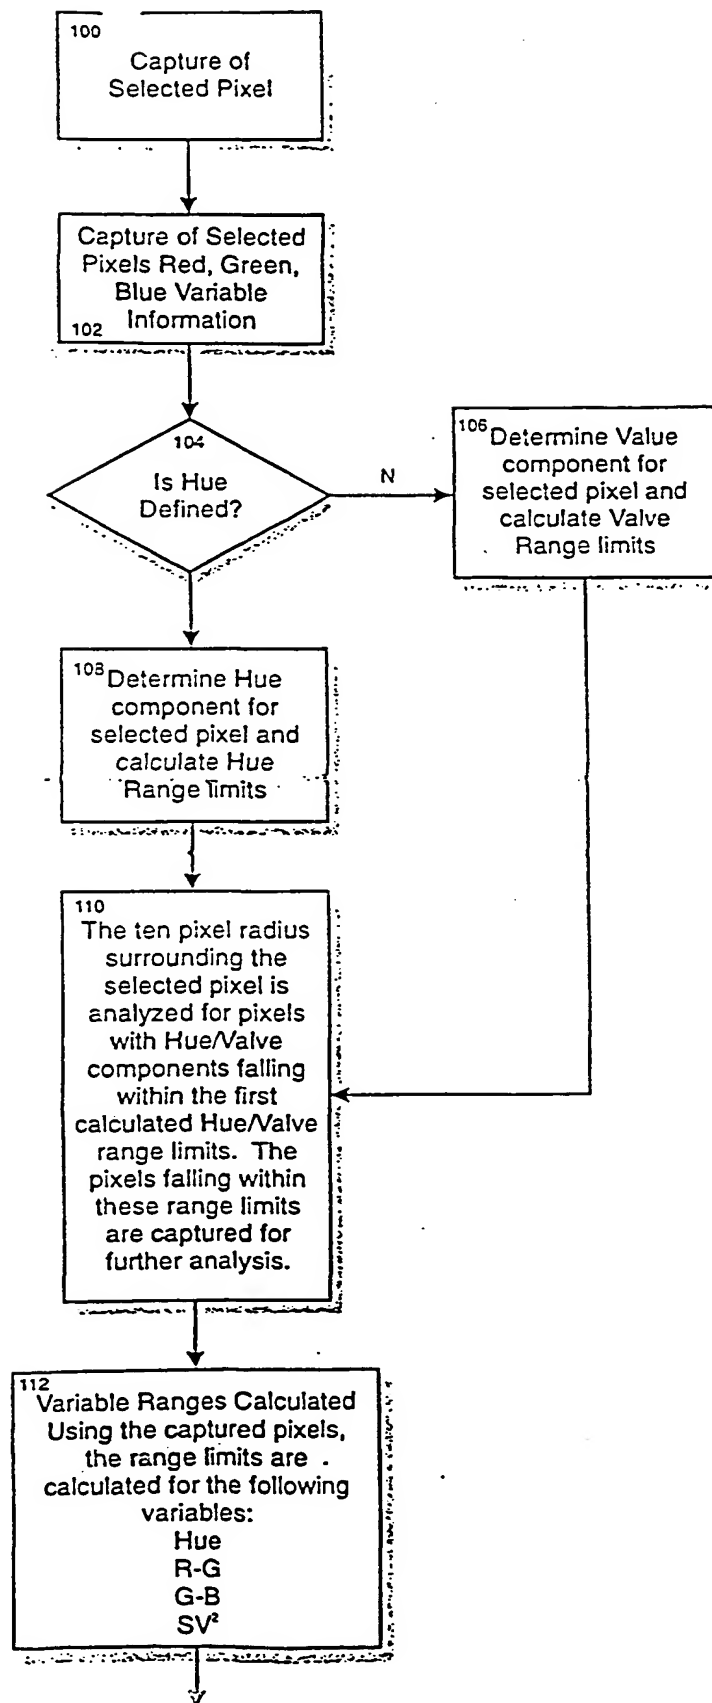 100
Capture of
Selected Pixel
Capture of Selected
Pixels Red, Green,
Blue Variable
Information
102
104
Is Hue
Defined?
N
106 Determine Value
component for
selected pixel and
calculate Valve
Range limits
108 Determine Hue
component for
selected pixel and
calculate Hue
Range limits
110
The ten pixel radius
surrounding the
selected pixel is
analyzed for pixels
with Hue/Valve
components falling
within the first
calculated Hue/Valve
range limits. The
pixels falling within
these range limits
are captured for
further analysis.
112
Variable Ranges Calculated
Using the captured pixels,
the range limits are
calculated for the following
variables:
Hue
R-G
G-B
SV²